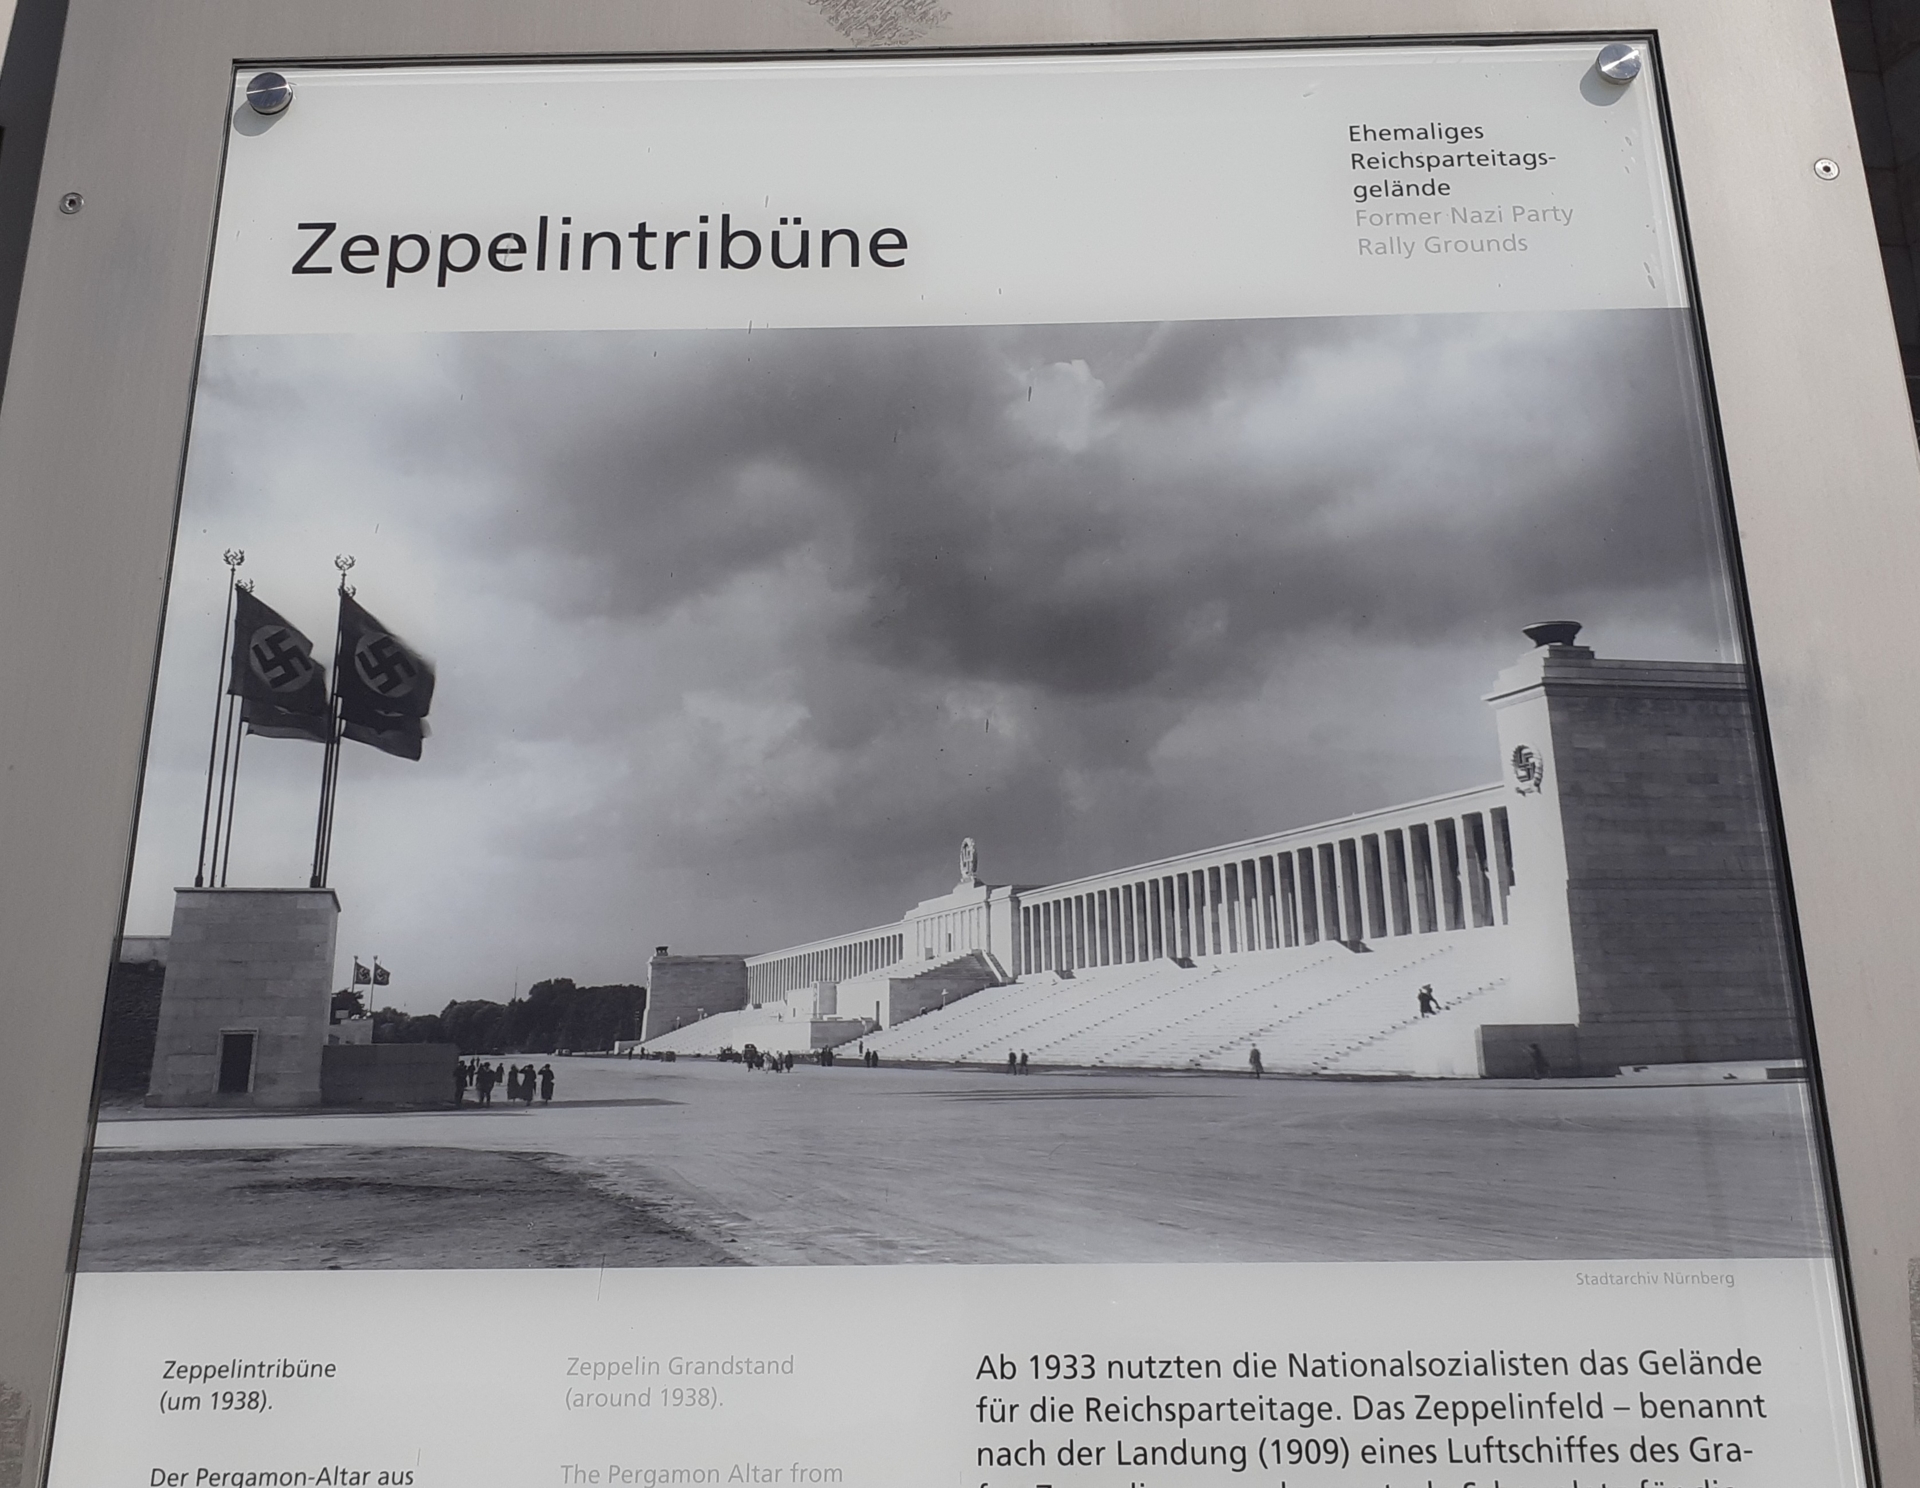 Ehemaliges
Reichsparteitags-
gelände
Former Nazi Party
Rally Grounds
Zeppelintribüne
Stadtarchiv Nürnberg
Zeppelintribüne
(um 1938).
Der Pergamon-Altar aus
Zeppelin Grandstand
(around 1938).
The Pergamon Altar from
Ab 1933 nutzten die Nationalsozialisten das Gelände
für die Reichsparteitage. Das Zeppelinfeld – benannt
nach der Landung (1909) eines Luftschiffes des Gra-